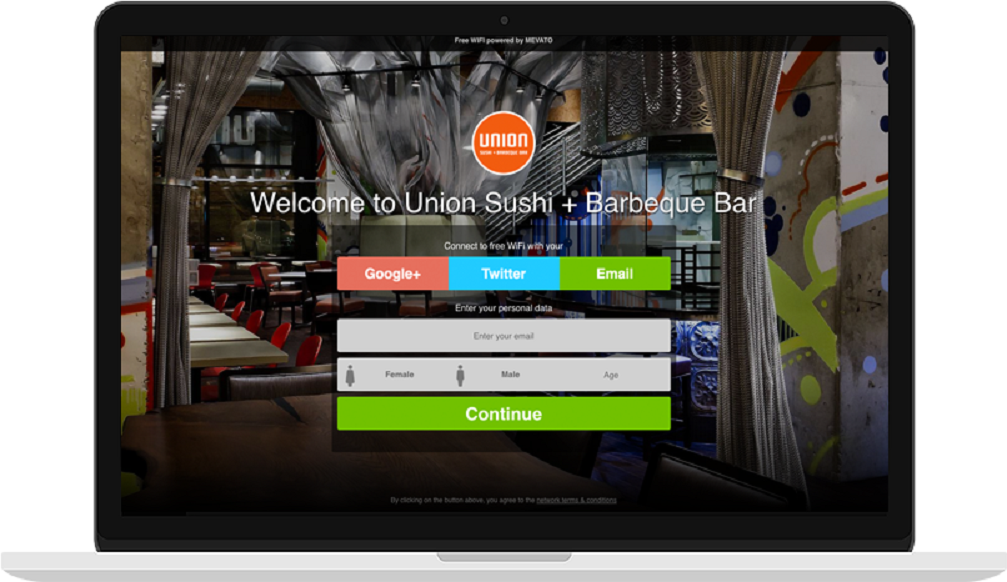 Free WiFi powered by MEVATO
UNION
SUSHI + BARBEQUE BAR
Welcome to Union Sushi + Barbeque Bar
Connect to free WiFi with your
Google+ Twitter Email
Enter your personal data
Enter your email
Female Male Age
Continue
By clicking on the button above, you agree to the network terms & conditions